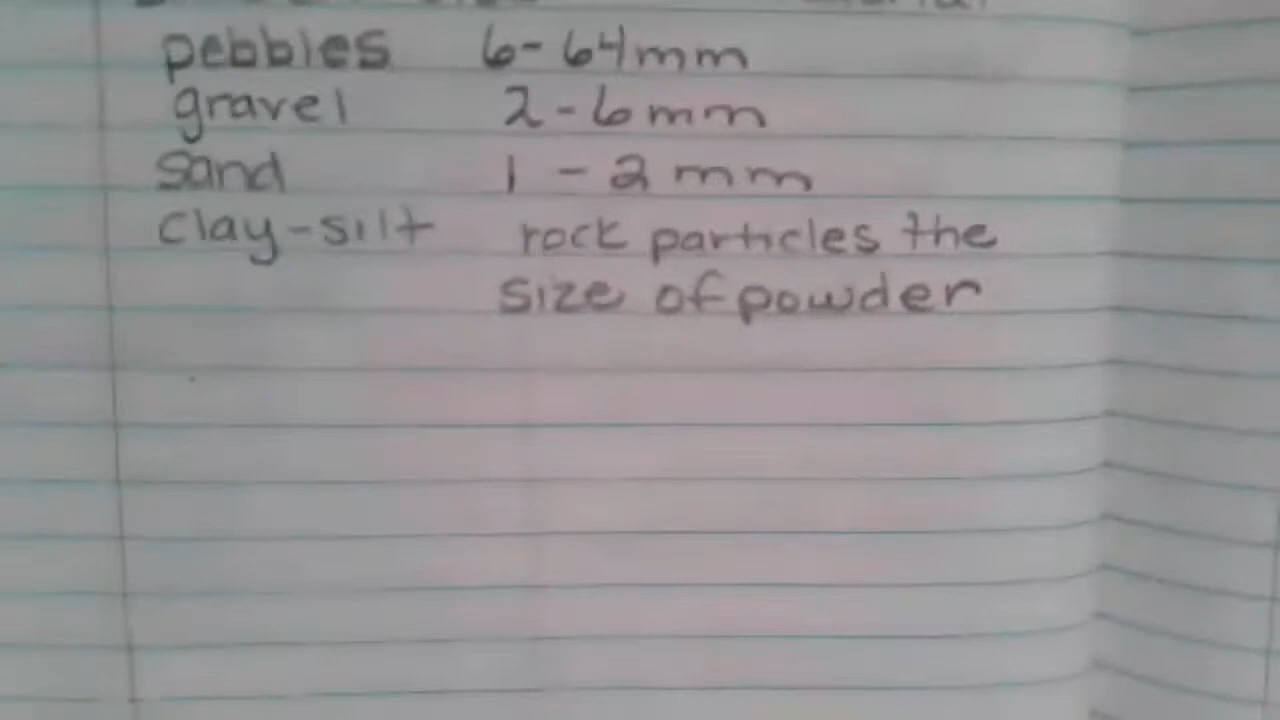 pebbles 6-64mm
gravel 2-6mm
sand 1-2mm
clay-silt rock particles the
size of powder